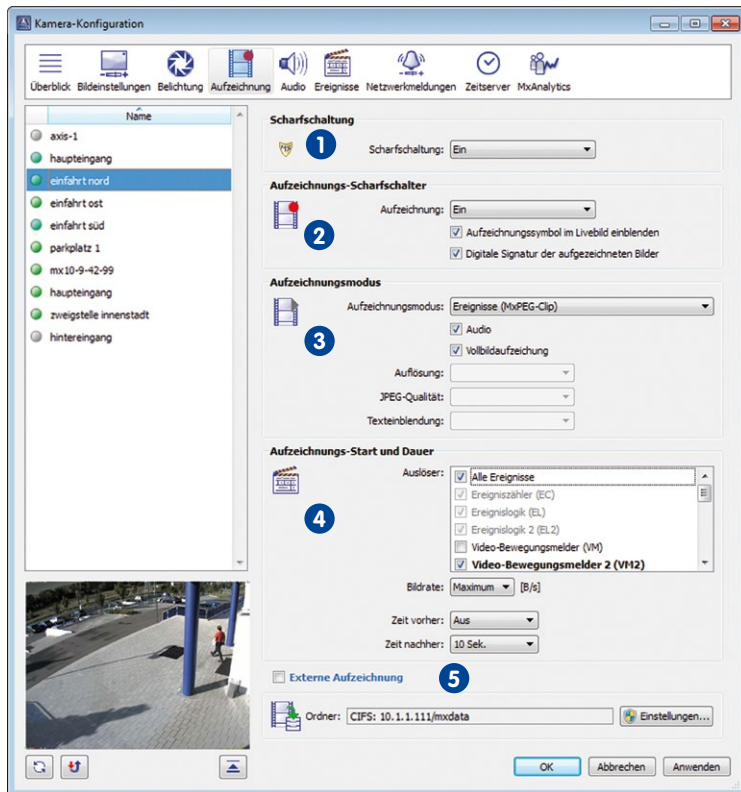 Kamera-Konfiguration
Überblick Bildeinstellungen Belichtung Aufzeichnung Audio Ereignisse Netzwerkmeldungen Zeitserver MxAnalytics
Name
axis-1
haupteingang
einfahrt nord
einfahrt ost
einfahrt süd
parkplatz 1
mx10-9-42-99
haupteingang
zweigstelle innenstadt
hintereingang
Scharfschaltung
1
Scharfschaltung: Ein
Aufzeichnungs-Scharfschalter
2
Aufzeichnung: Ein
Aufzeichnungssymbol im Livebild einblenden
Digitale Signatur der aufgezeichneten Bilder
Aufzeichnungsmodus
3
Aufzeichnungsmodus: Ereignisse (MxPEG-Clip)
Audio
Vollbildaufzeichung
Auflösung:
JPEG-Qualität:
Texteinblendung:
Aufzeichnungs-Start und Dauer
4
Auslöser: Alle Ereignisse
Ereigniszähler (EC)
Ereignislogik (EL)
Ereignislogik 2 (EL2)
Video-Bewegungsmelder (VM)
Video-Bewegungsmelder 2 (VM2)
Bildrate: Maximum [B/s]
Zeit vorher: Aus
Zeit nachher: 10 Sek.
Externe Aufzeichnung 5
Ordner: CIFS: 10.1.1.111/mxdata Einstellungen...
OK Abbrechen Anwenden